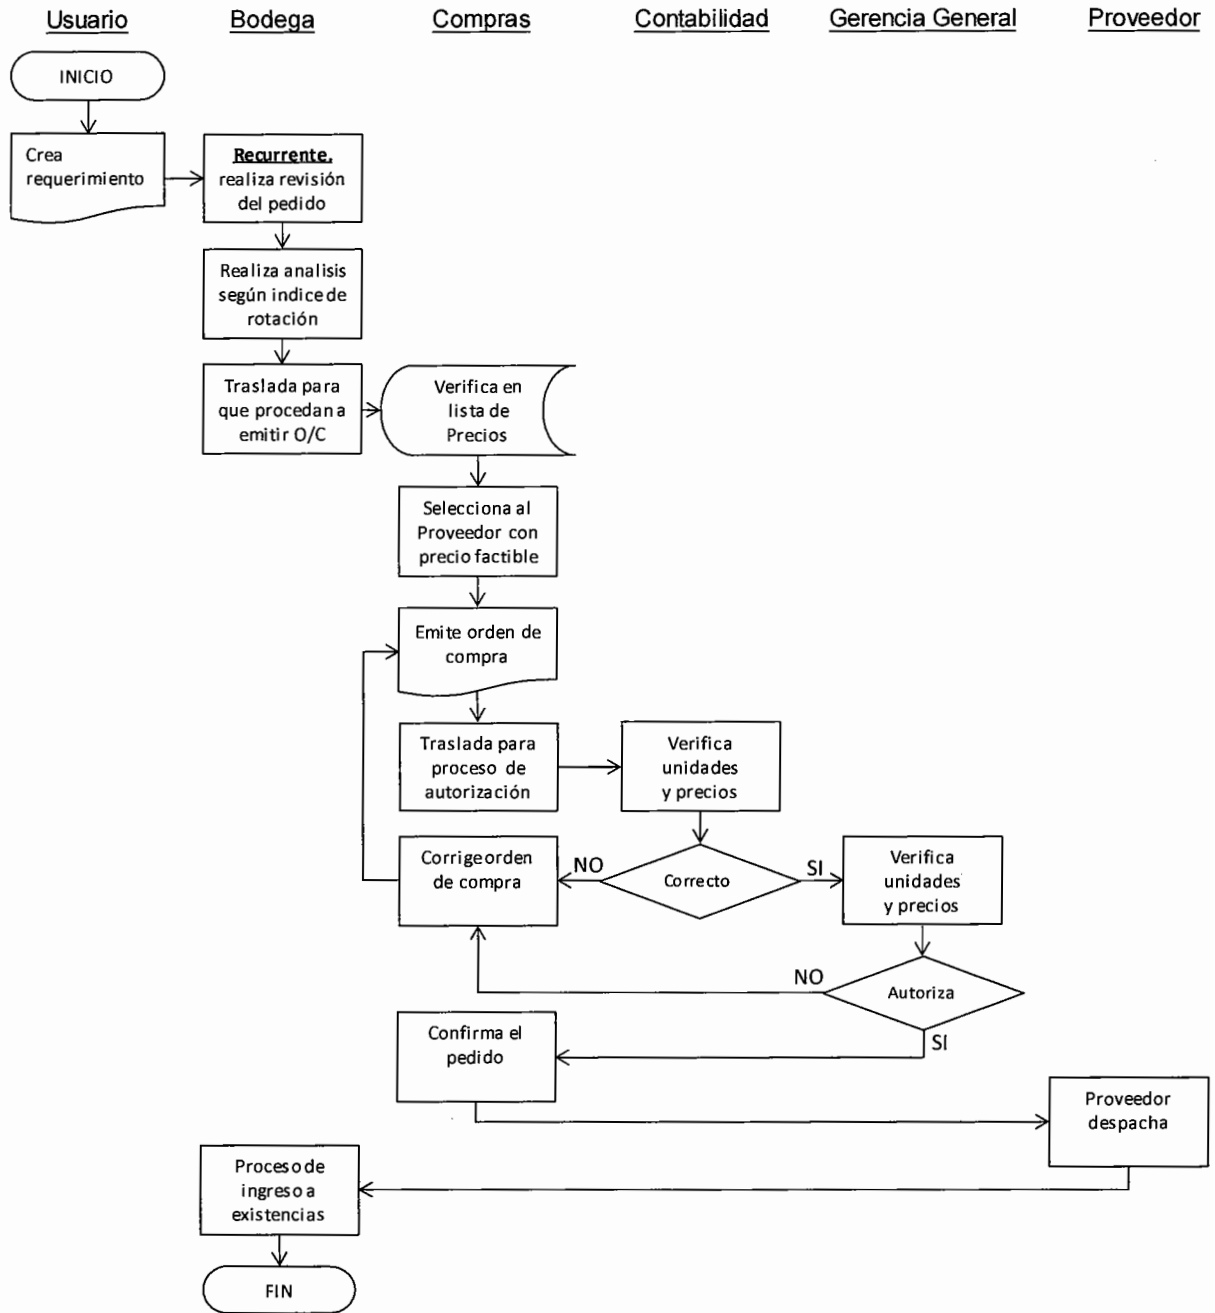 Usuario
Bodega
Compras
Contabilidad
Gerencia General
Proveedor
INICIO
Crea
requerimiento
Recurrente.
realiza revisión
del pedido
Realiza analisis
según indice de
rotación
Traslada para
que procedan a
emitir O/C
Verifica en
lista de
Precios
Selecciona al
Proveedor con
precio factible
Emite orden de
compra
Traslada para
proceso de
autorización
Verifica
unidades
y precios
Corrige orden
de compra
NO
Correcto
SI
Verifica
unidades
y precios
NO
Autoriza
SI
Confirma el
pedido
Proveedor
despacha
Proceso de
ingreso a
existencias
FIN